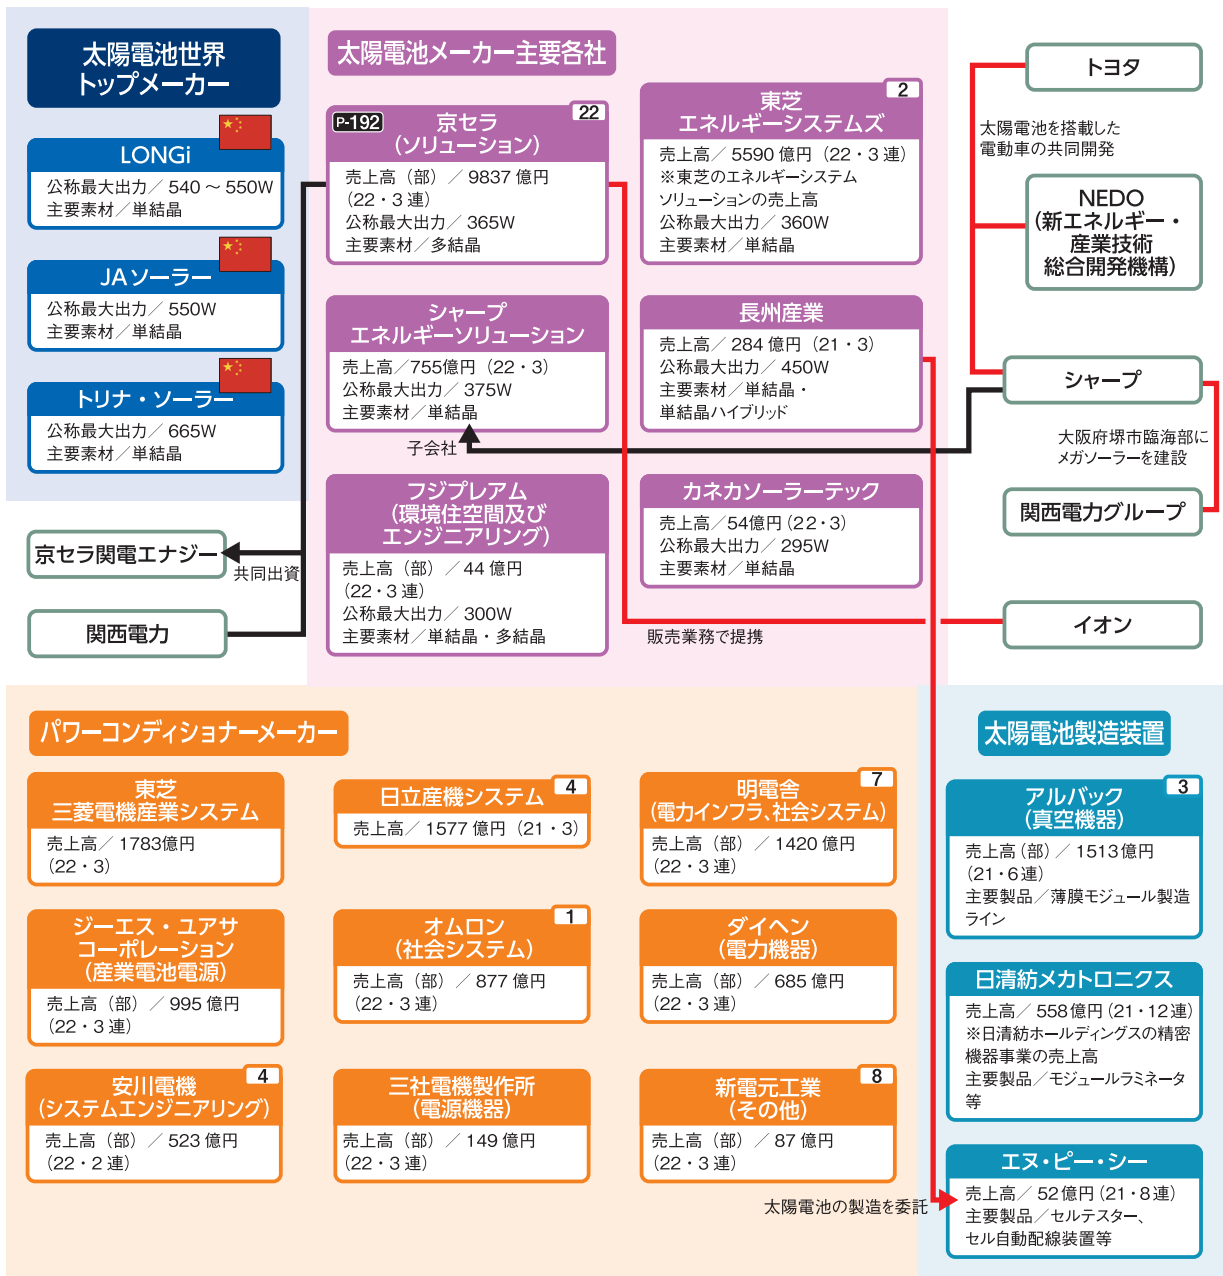 太陽電池世界
トップメーカー
LONGi
公称最大出力／540～550W
主要素材／単結晶
JAソーラー
公称最大出力／550W
主要素材／単結晶
トリナ・ソーラー
公称最大出力／665W
主要素材／単結晶
京セラ関電エナジー
共同出資
関西電力
太陽電池メーカー主要各社
P-192
22
京セラ
(ソリューション)
売上高（部）／9837億円
(22・3連)
公称最大出力／365W
主要素材／多結晶
2
東芝
エネルギーシステムズ
売上高／5590億円（22・3連）
※東芝のエネルギーシステム
ソリューションの売上高
公称最大出力／360W
主要素材／単結晶
シャープ
エネルギーソリューション
売上高／755億円（22・3）
公称最大出力／375W
主要素材／単結晶
子会社
長州産業
売上高／284億円（21・3）
公称最大出力／450W
主要素材／単結晶・
単結晶ハイブリッド
フジプレアム
(環境住空間及び
エンジニアリング)
売上高（部）／44億円
(22・3連)
公称最大出力／300W
主要素材／単結晶・多結晶
カネカソーラーテック
売上高／54億円（22・3）
公称最大出力／295W
主要素材／単結晶
販売業務で提携
トヨタ
太陽電池を搭載した
電動車の共同開発
NEDO
(新エネルギー・
産業技術
総合開発機構)
シャープ
大阪府堺市臨海部に
メガソーラーを建設
関西電力グループ
イオン
パワーコンディショナーメーカー
東芝
三菱電機産業システム
売上高／1783億円
(22・3)
4
日立産機システム
売上高／1577億円（21・3）
7
明電舎
(電力インフラ、社会システム)
売上高（部）／1420億円
(22・3連)
ジーエス・ユアサ
コーポレーション
(産業電池電源)
売上高（部）／995億円
(22・3連)
1
オムロン
(社会システム)
売上高（部）／877億円
(22・3連)
ダイヘン
(電力機器)
売上高（部）／685億円
(22・3連)
4
安川電機
(システムエンジニアリング)
売上高（部）／523億円
(22・2連)
三社電機製作所
(電源機器)
売上高（部）／149億円
(22・3連)
8
新電元工業
(その他)
売上高（部）／87億円
(22・3連)
太陽電池の製造を委託
太陽電池製造装置
3
アルバック
(真空機器)
売上高（部）／1513億円
(21・6連)
主要製品／薄膜モジュール製造
ライン
日清紡メカトロニクス
売上高／558億円（21・12連）
※日清紡ホールディングスの精密
機器事業の売上高
主要製品／モジュールラミネータ
等
エヌ・ピー・シー
売上高／52億円（21・8連）
主要製品／セルテスター、
セル自動配線装置等